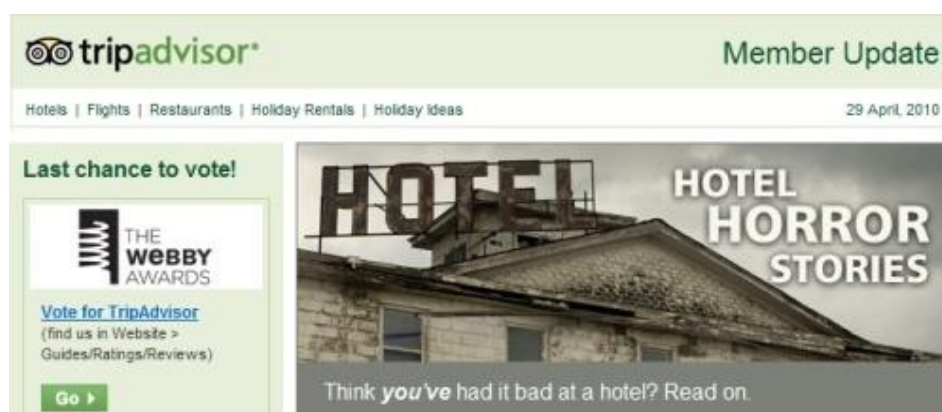 tripadvisor
Member Update
Hotels | Flights | Restaurants | Holiday Rentals | Holiday Ideas
29 April, 2010
Last chance to vote!
THE
WEBBY
AWARDS
Vote for TripAdvisor
(find us in Website >
Guides/Ratings/Reviews)
Go
HOTEL
HOTEL
HORROR
STORIES
Think you've had it bad at a hotel? Read on.